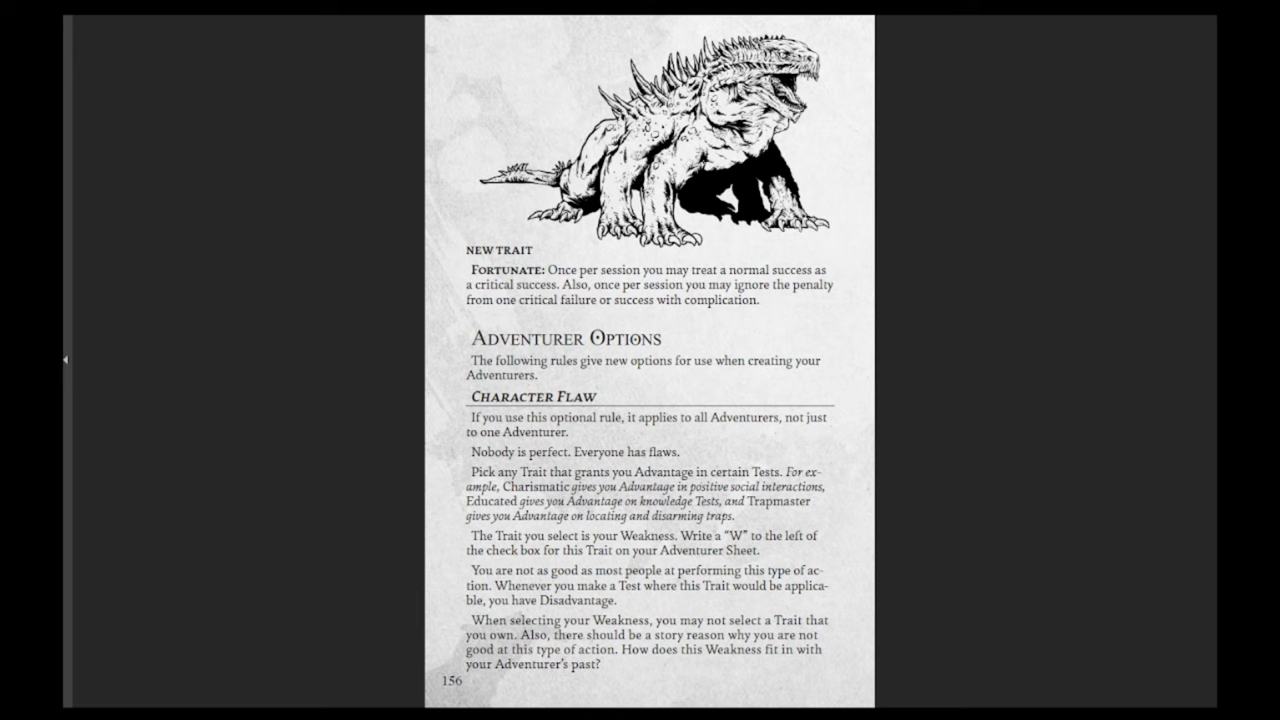 NEW TRAIT
FORTUNATE: Once per session you may treat a normal success as
a critical success. Also, once per session you may ignore the penalty
from one critical failure or success with complication.
ADVENTURER OPTIONS
The following rules give new options for use when creating your
Adventurers.
CHARACTER FLAW
If you use this optional rule, it applies to all Adventurers, not just
to one Adventurer.
Nobody is perfect. Everyone has flaws.
Pick any Trait that grants you Advantage in certain Tests. For ex-
ample, Charismatic gives you Advantage in positive social interactions,
Educated gives you Advantage on knowledge Tests, and Trapmaster
gives you Advantage on locating and disarming traps.
The Trait you select is your Weakness. Write a “W” to the left of
the check box for this Trait on your Adventurer Sheet.
You are not as good as most people at performing this type of ac-
tion. Whenever you make a Test where this Trait would be applica-
ble, you have Disadvantage.
When selecting your Weakness, you may not select a Trait that
you own. Also, there should be a story reason why you are not
good at this type of action. How does this Weakness fit in with
your Adventurer's past?
156